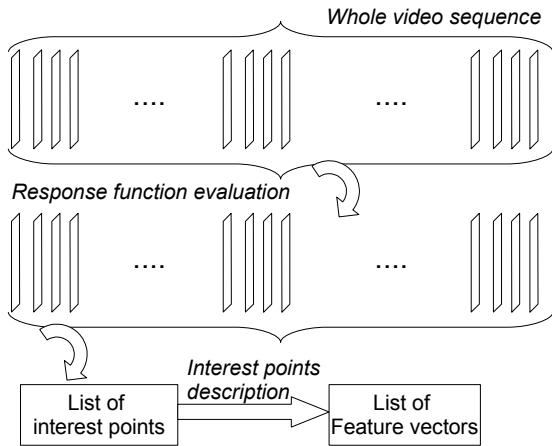 Whole video sequence
.... ....
Response function evaluation
.... ....
Interest points
description
List of
interest points
List of
Feature vectors